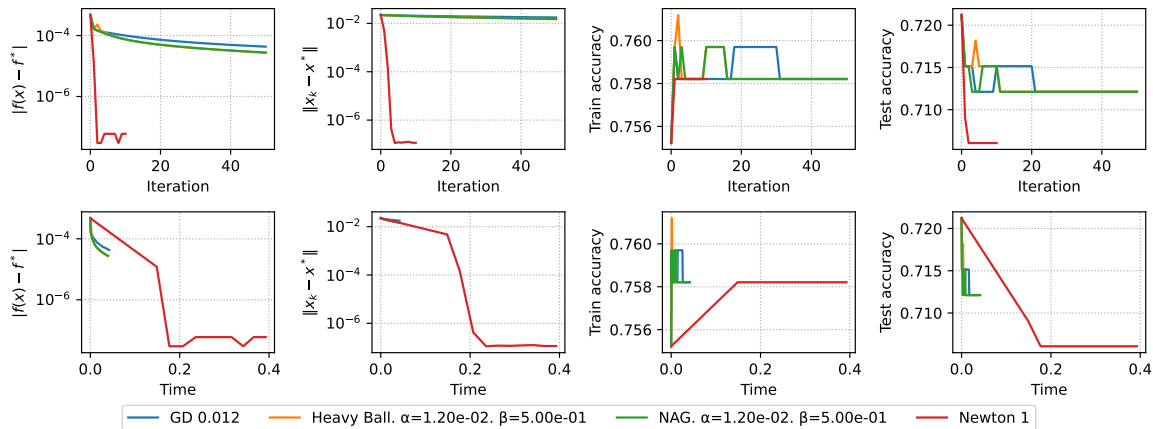 |f(x) − f*|
10⁻⁴
10⁻⁶
0 20 40
Iteration
‖x_k − x*‖
10⁻²
10⁻⁴
10⁻⁶
0 20 40
Iteration
Train accuracy
0.760
0.758
0.756
0 20 40
Iteration
Test accuracy
0.720
0.715
0.710
0 20 40
Iteration
|f(x) − f*|
10⁻⁴
10⁻⁶
0.0 0.2 0.4
Time
‖x_k − x*‖
10⁻²
10⁻⁴
10⁻⁶
0.0 0.2 0.4
Time
Train accuracy
0.760
0.758
0.756
0.0 0.2 0.4
Time
Test accuracy
0.720
0.715
0.710
0.0 0.2 0.4
Time
GD 0.012 Heavy Ball. α=1.20e-02. β=5.00e-01 NAG. α=1.20e-02. β=5.00e-01 Newton 1